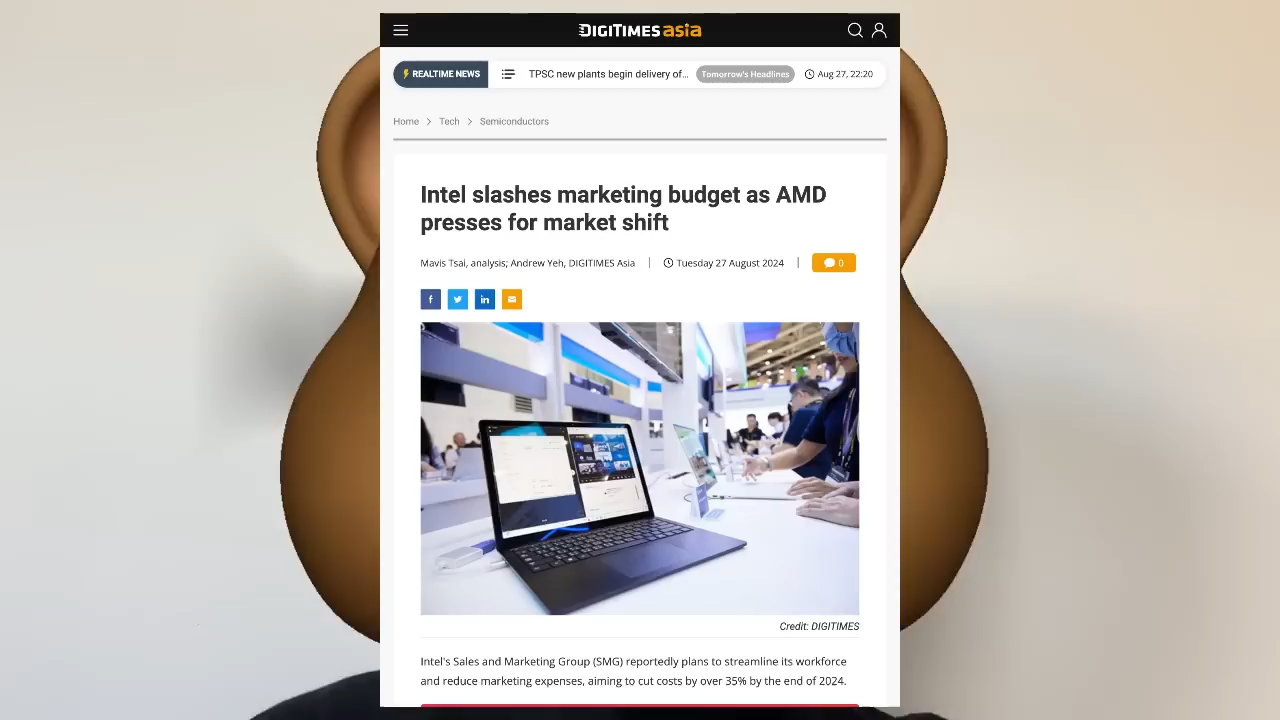 DIGITIMES asia
REALTIME NEWS
TPSC new plants begin delivery of...
Tomorrow's Headlines
Aug 27, 22:20
Home > Tech > Semiconductors
Intel slashes marketing budget as AMD
presses for market shift
Mavis Tsai, analysis; Andrew Yeh, DIGITIMES Asia | Tuesday 27 August 2024 | 0
Credit: DIGITIMES
Intel's Sales and Marketing Group (SMG) reportedly plans to streamline its workforce
and reduce marketing expenses, aiming to cut costs by over 35% by the end of 2024.